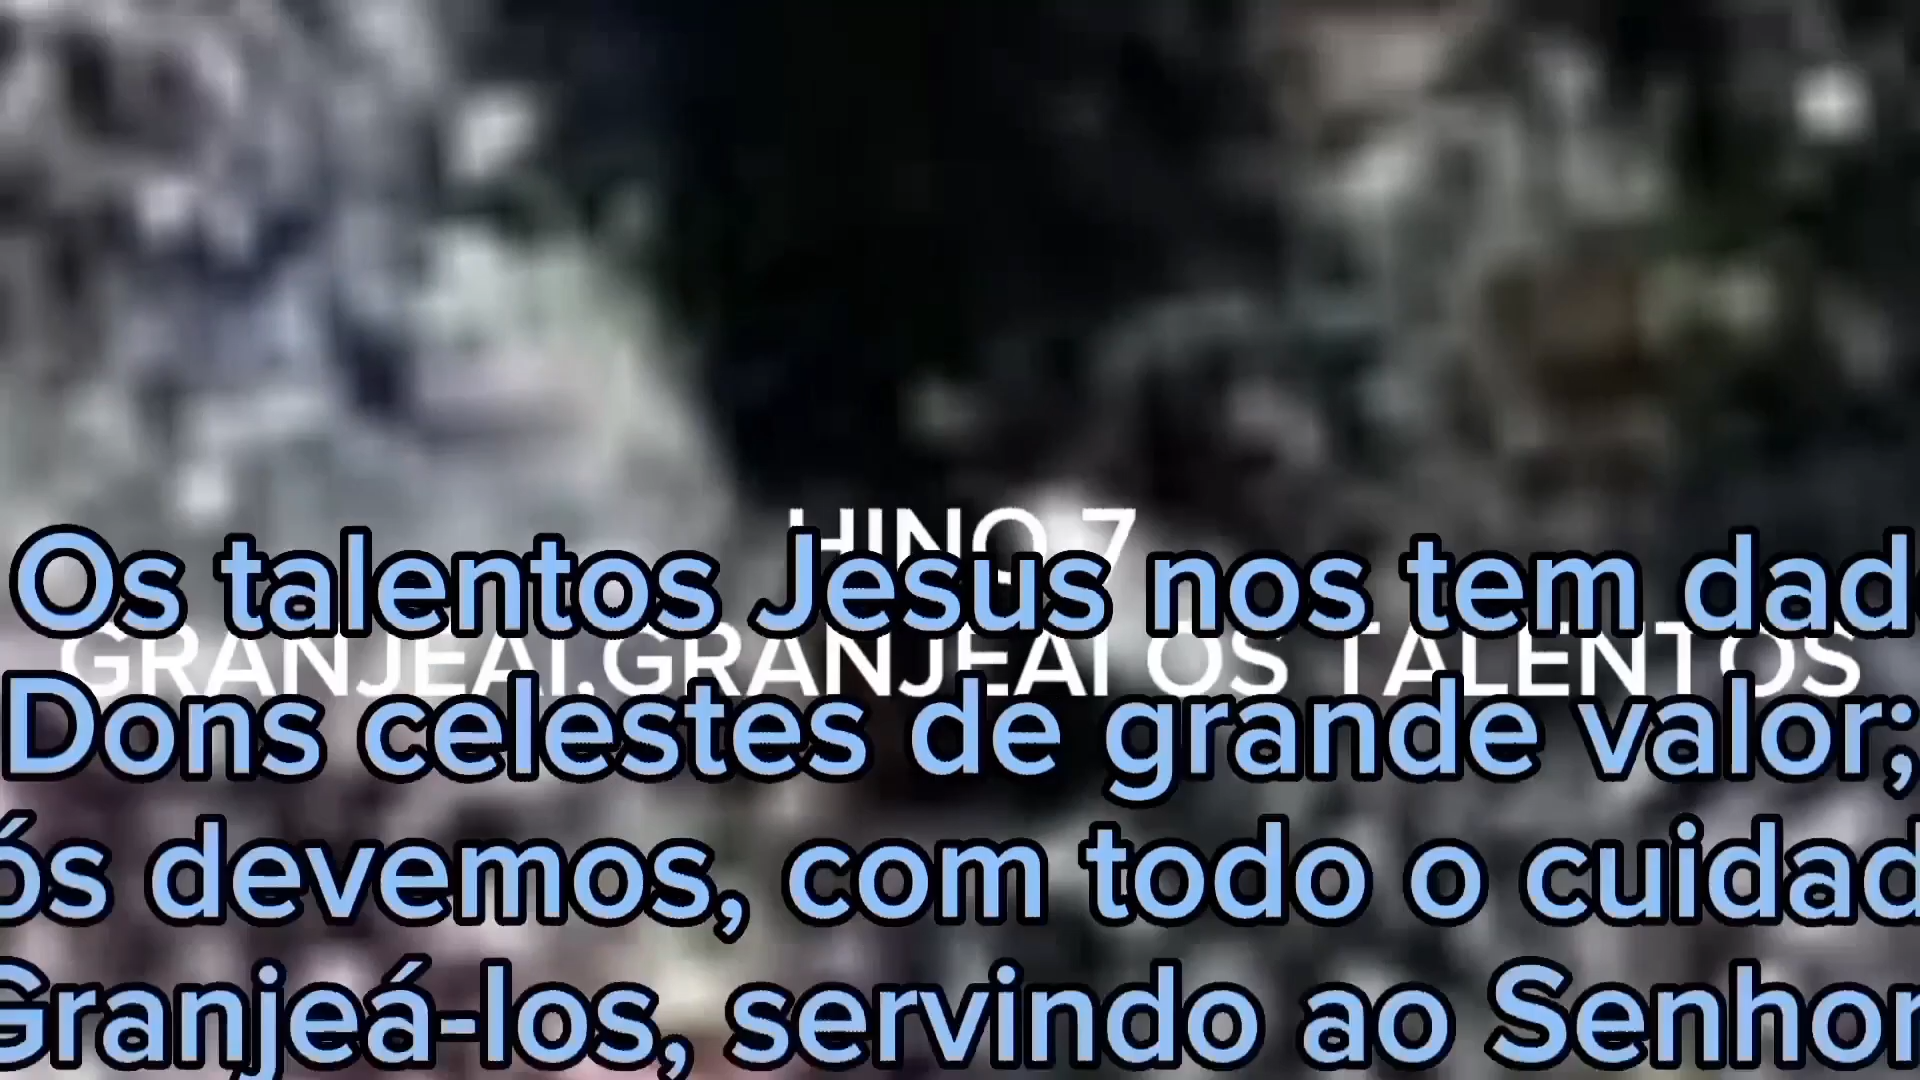 HINO 7
Os talentos Jesus nos tem dad
GRANJEAI,GRANJEAI OS TALENTOS
Dons celestes de grande valor;
ós devemos, com todo o cuidad
Granjeá-los, servindo ao Senhor